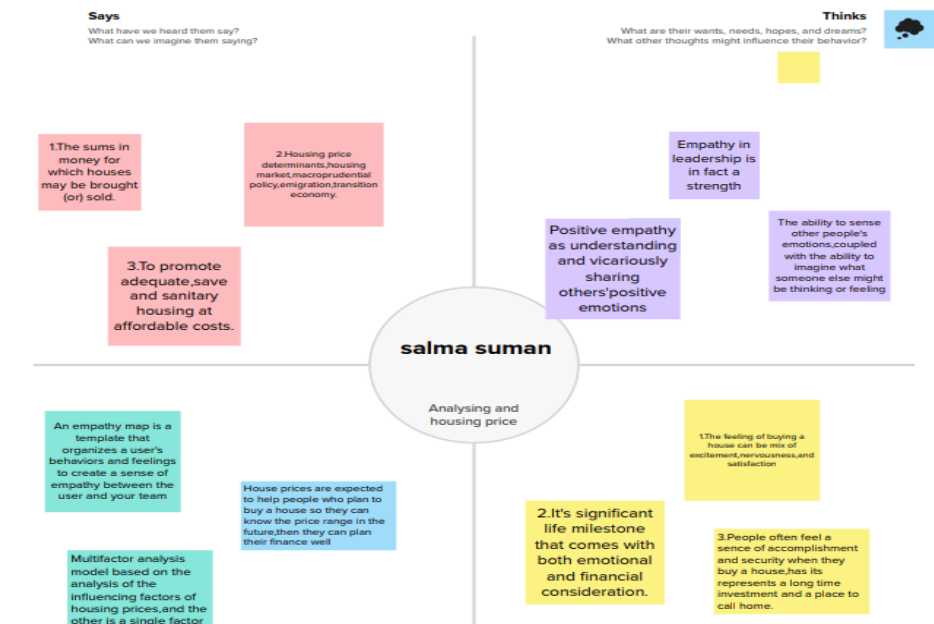 Says
What have we heard them say?
What can we imagine them saying?
Thinks
What are their wants, needs, hopes, and dreams?
What other thoughts might influence their behavior?
1.The sums in
money for
which houses
may be brought
(or) sold.
2.Housing price
determinants,housing
market,macroprudential
policy,emigration,transition
economy.
3.To promote
adequate,save
and sanitary
housing at
affordable costs.
Empathy in
leadership is
in fact a
strength
Positive empathy
as understanding
and vicariously
sharing
others'positive
emotions
The ability to sense
other people's
emotions,coupled
with the ability to
imagine what
someone else might
be thinking or feeling
salma suman
Analysing and
housing price
An empathy map is a
template that
organizes a user's
behaviors and feelings
to create a sense of
empathy between the
user and your team
House prices are expected
to help people who plan to
buy a house so they can
know the price range in the
future,then they can plan
their finance well
Multifactor analysis
model based on the
analysis of the
influencing factors of
housing prices,and the
other is a single factor
1.The feeling of buying a
house can be mix of
excitement,nervousness,and
satisfaction
2.It's significant
life milestone
that comes with
both emotional
and financial
consideration.
3.People often feel a
sence of accomplishment
and security when they
buy a house,has its
represents a long time
investment and a place to
call home.